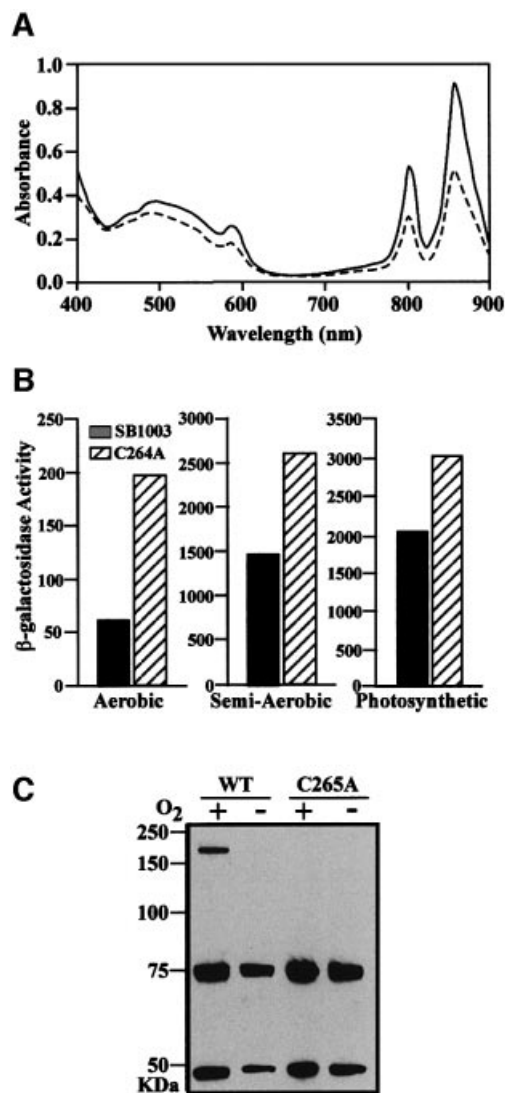 A
Absorbance
1.0
0.8
0.6
0.4
0.2
0.0
400 500 600 700 800 900
Wavelength (nm)
B
β-galactosidase Activity
250
200
150
100
50
0
SB1003
C264A
Aerobic
3000
2500
2000
1500
1000
500
0
Semi-Aerobic
3500
3000
2500
2000
1500
3000
500
0
Photosynthetic
C
WT C265A
O2 + - + -
250
150
100
75
50
KDa